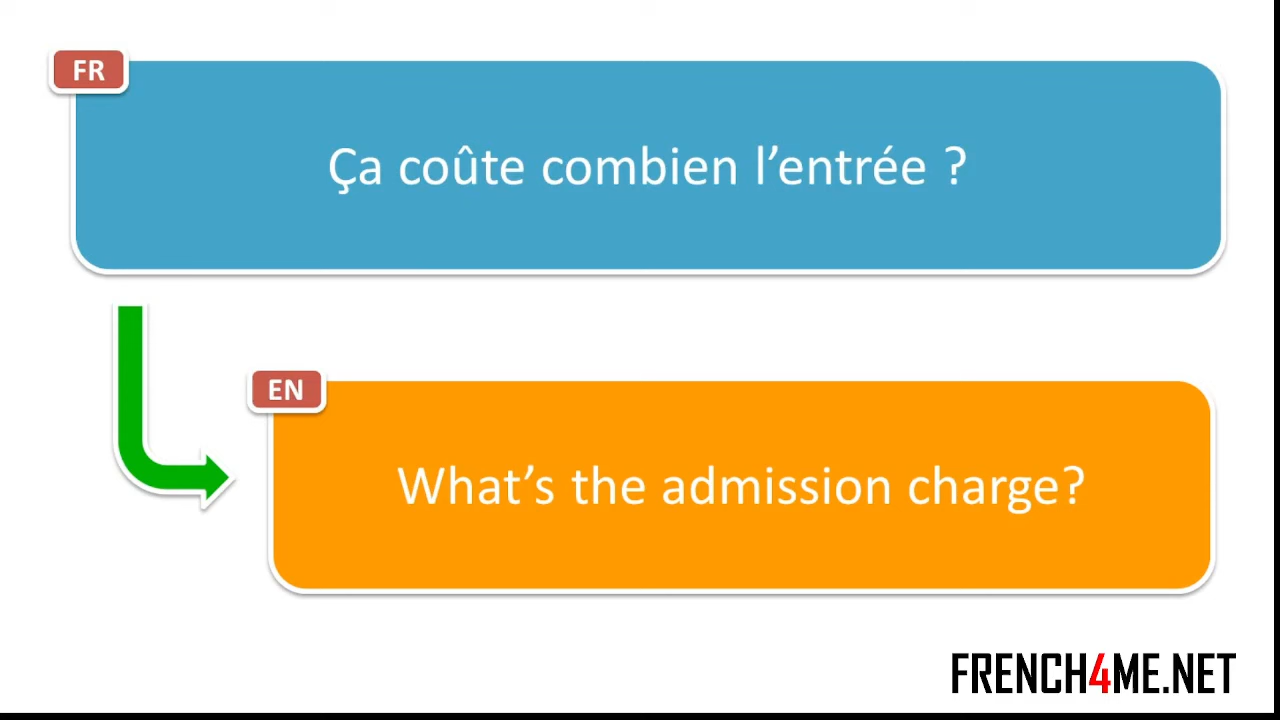 FR
Ça coûte combien l’entrée ?
EN
What’s the admission charge?
FRENCH4ME.NET